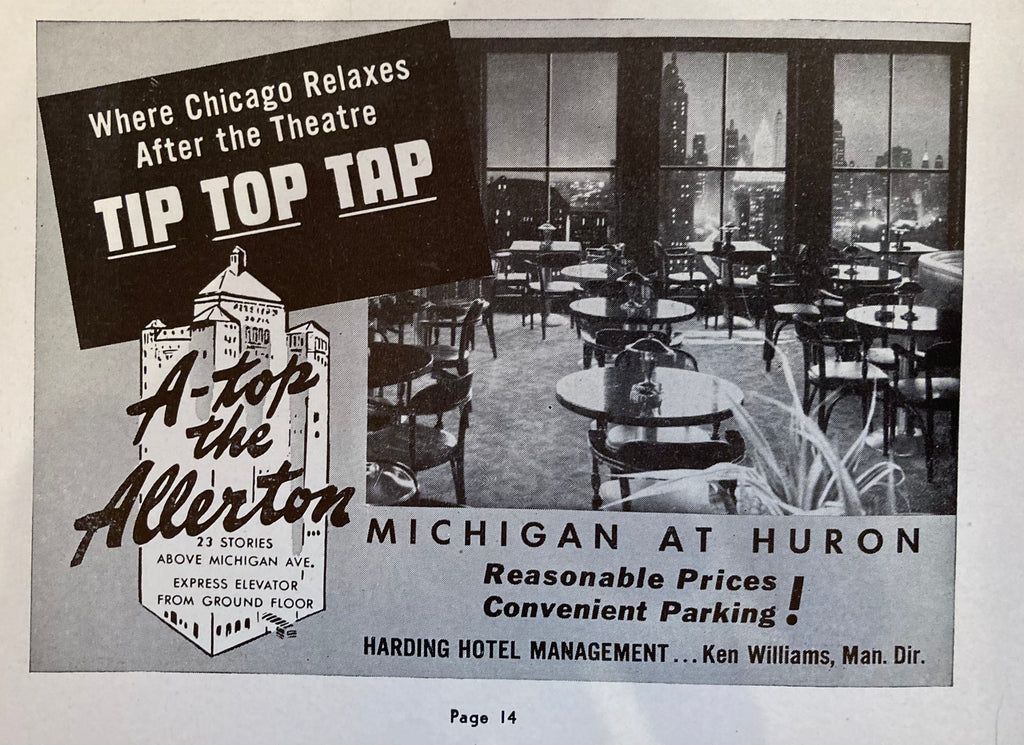 Where Chicago Relaxes
After the Theatre
TIP TOP TAP
A-top
the
Allerton
23 STORIES
ABOVE MICHIGAN AVE.
EXPRESS ELEVATOR
FROM GROUND FLOOR
MICHIGAN AT HURON
Reasonable Prices
Convenient Parking!
HARDING HOTEL MANAGEMENT...Ken Williams, Man. Dir.
Page 14